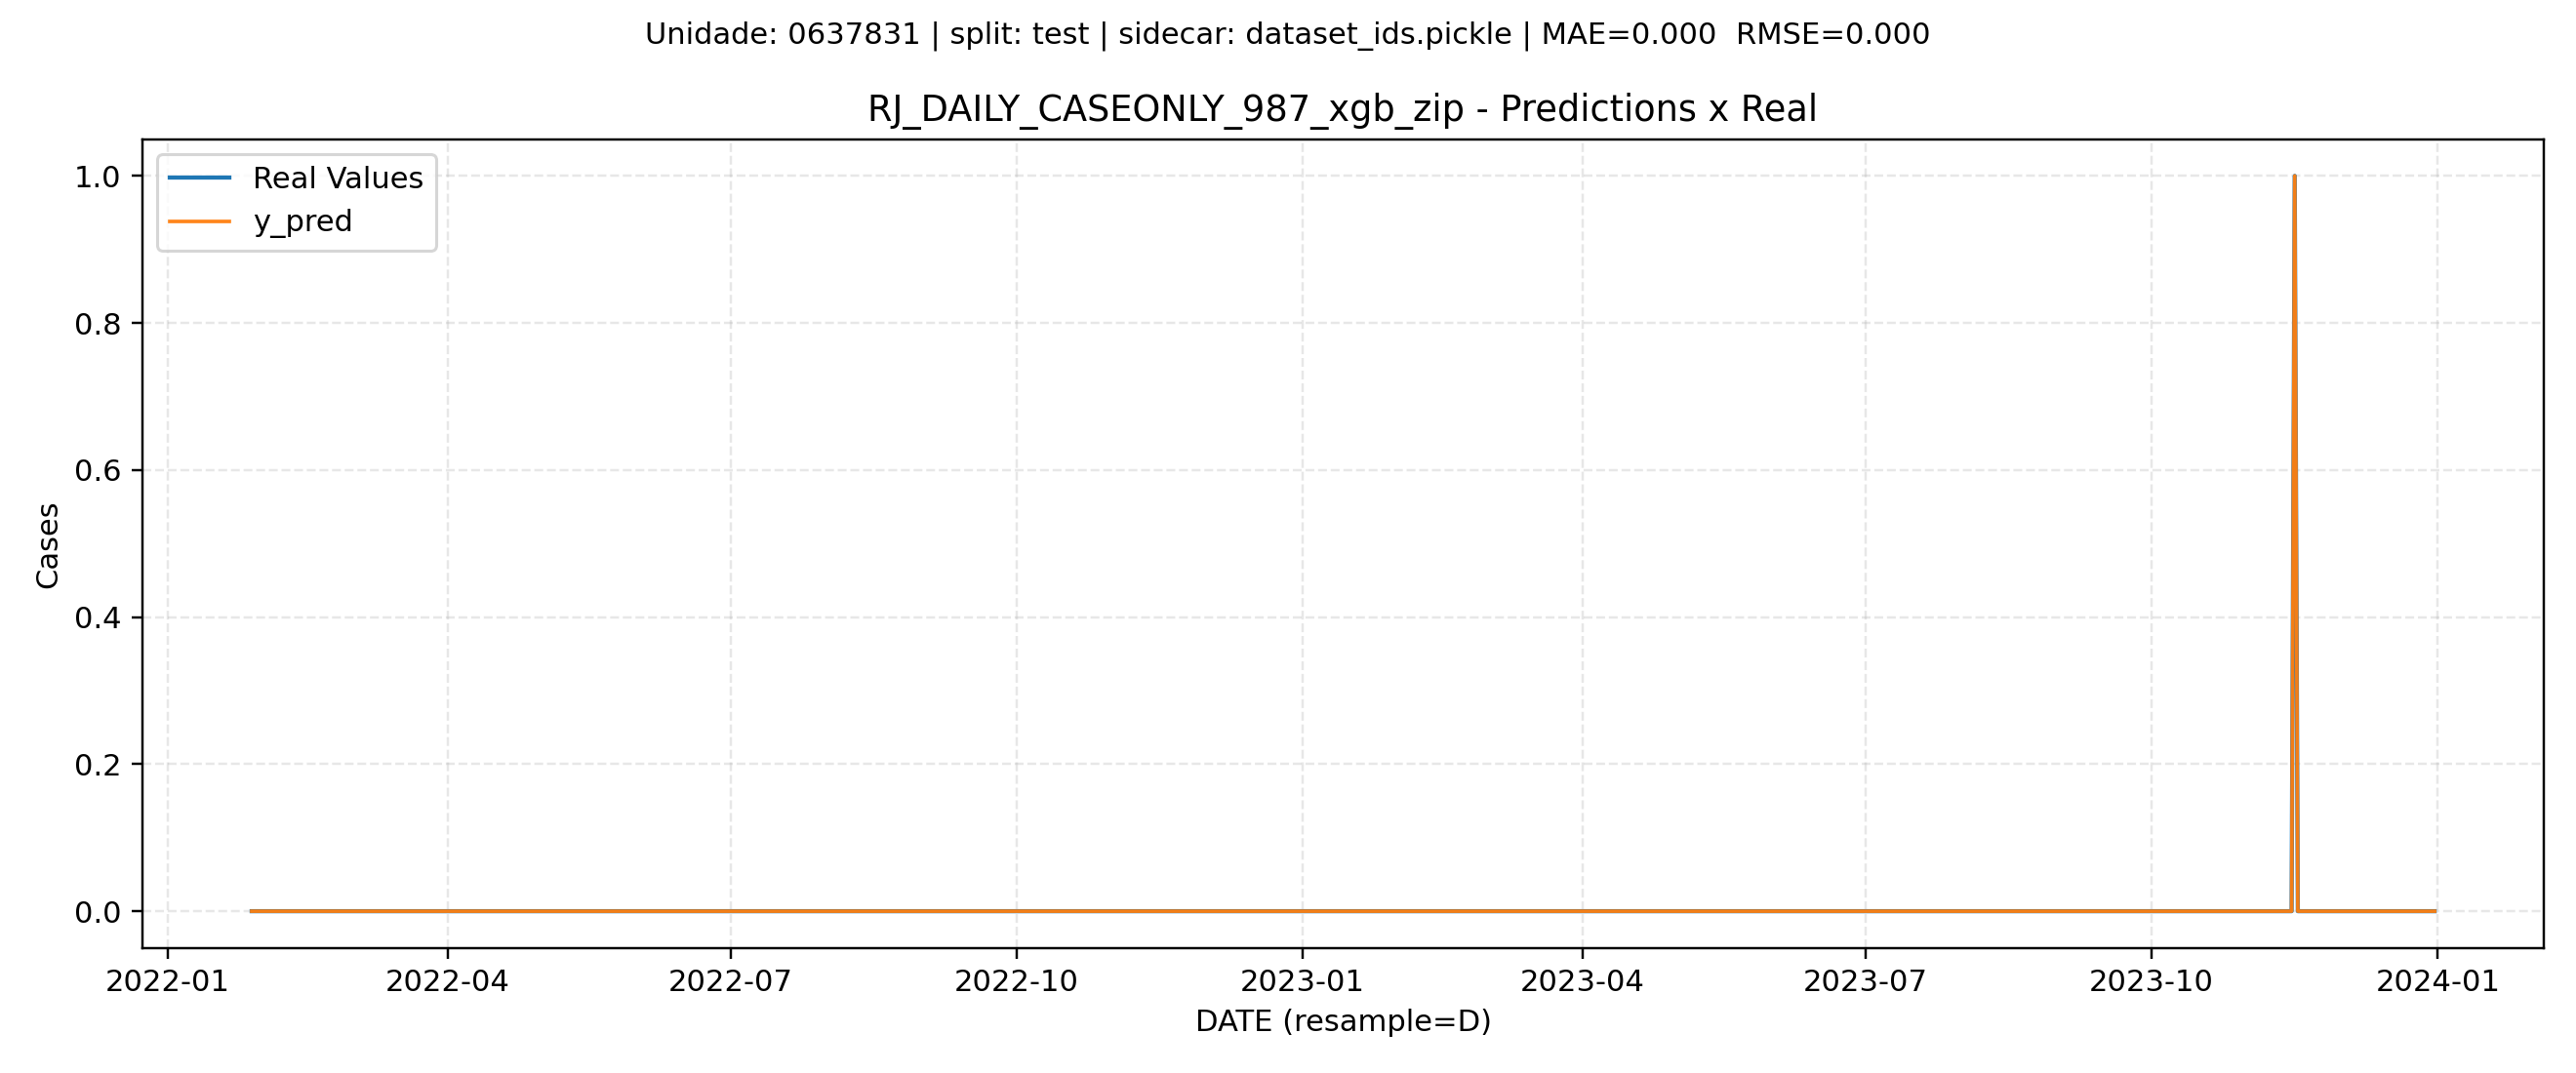 Unidade: 0637831 | split: test | sidecar: dataset_ids.pickle | MAE=0.000  RMSE=0.000
RJ_DAILY_CASEONLY_987_xgb_zip - Predictions x Real
Real Values
y_pred
1.0
0.8
0.6
0.4
0.2
0.0
Cases
2022-01 2022-04 2022-07 2022-10 2023-01 2023-04 2023-07 2023-10 2024-01
DATE (resample=D)